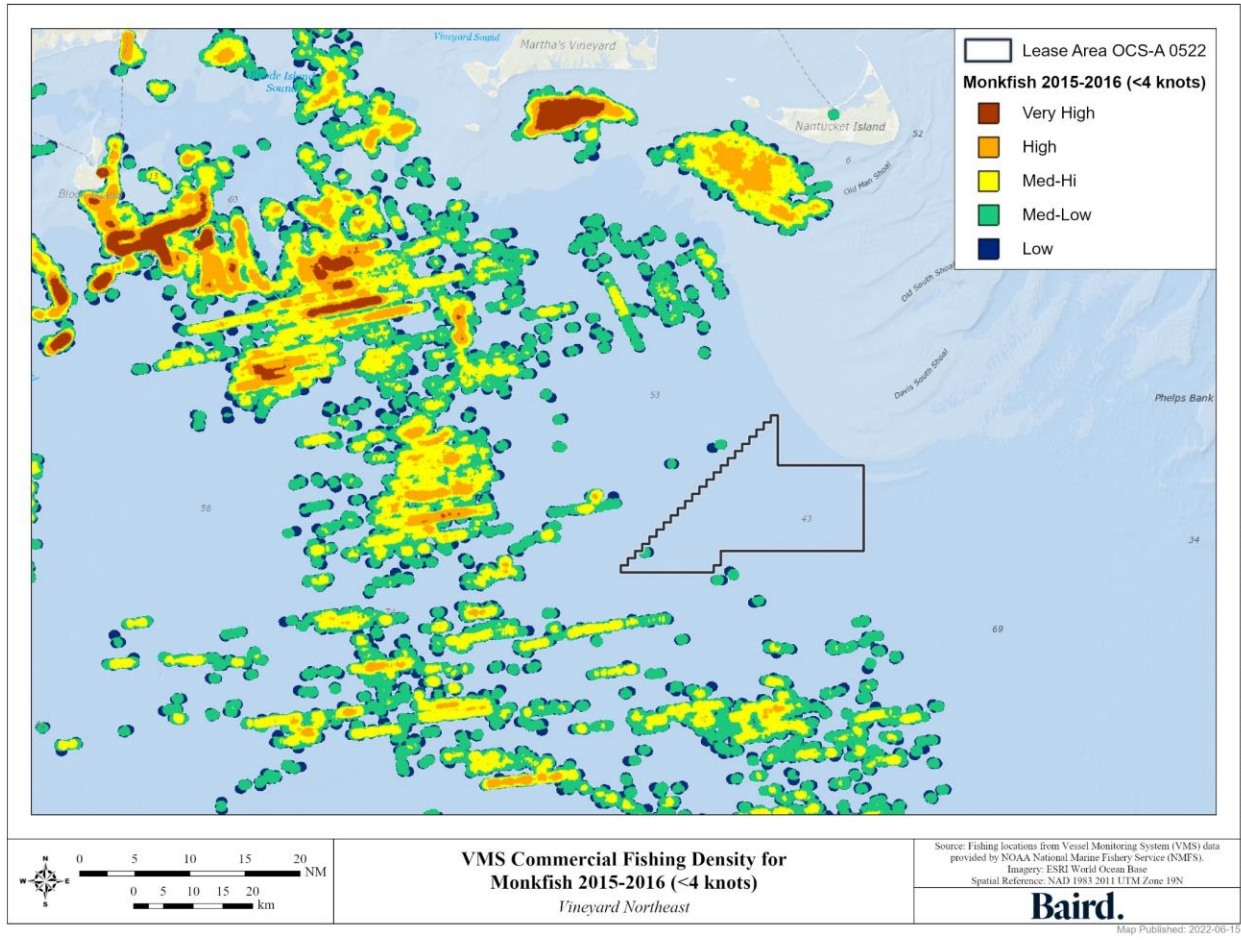 Vineyard Sound
Martha's Vineyard
Sound
Nantucket Island
52
6
Old Man Shoal
60
Old South Shoal
Davis South Shoal
53
Phelps Bank
58
43
34
69
Lease Area OCS-A 0522
Monkfish 2015-2016 (<4 knots)
Very High
High
Med-Hi
Med-Low
Low
N
W
E
S
0 5 10 15 20
NM
0 5 10 15 20
km
VMS Commercial Fishing Density for
Monkfish 2015-2016 (<4 knots)
Vineyard Northeast
Source: Fishing locations from Vessel Monitoring System (VMS) data
provided by NOAA National Marine Fishery Service (NMFS).
Imagery: ESRI World Ocean Base
Spatial Reference: NAD 1983 2011 UTM Zone 19N
Baird.
Map Published: 2022-06-15